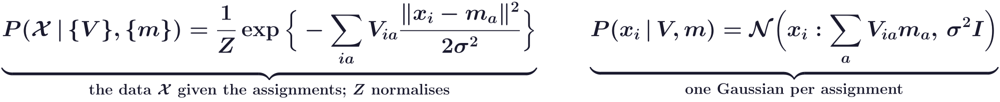 P(𝒳 | {V}, {m}) = 1/Z exp{ − ∑_{ia} V_{ia} ‖x_i − m_a‖² / 2σ² }
the data 𝒳 given the assignments; Z normalises
P(x_i | V, m) = 𝒩(x_i : ∑_a V_{ia} m_a, σ²I)
one Gaussian per assignment